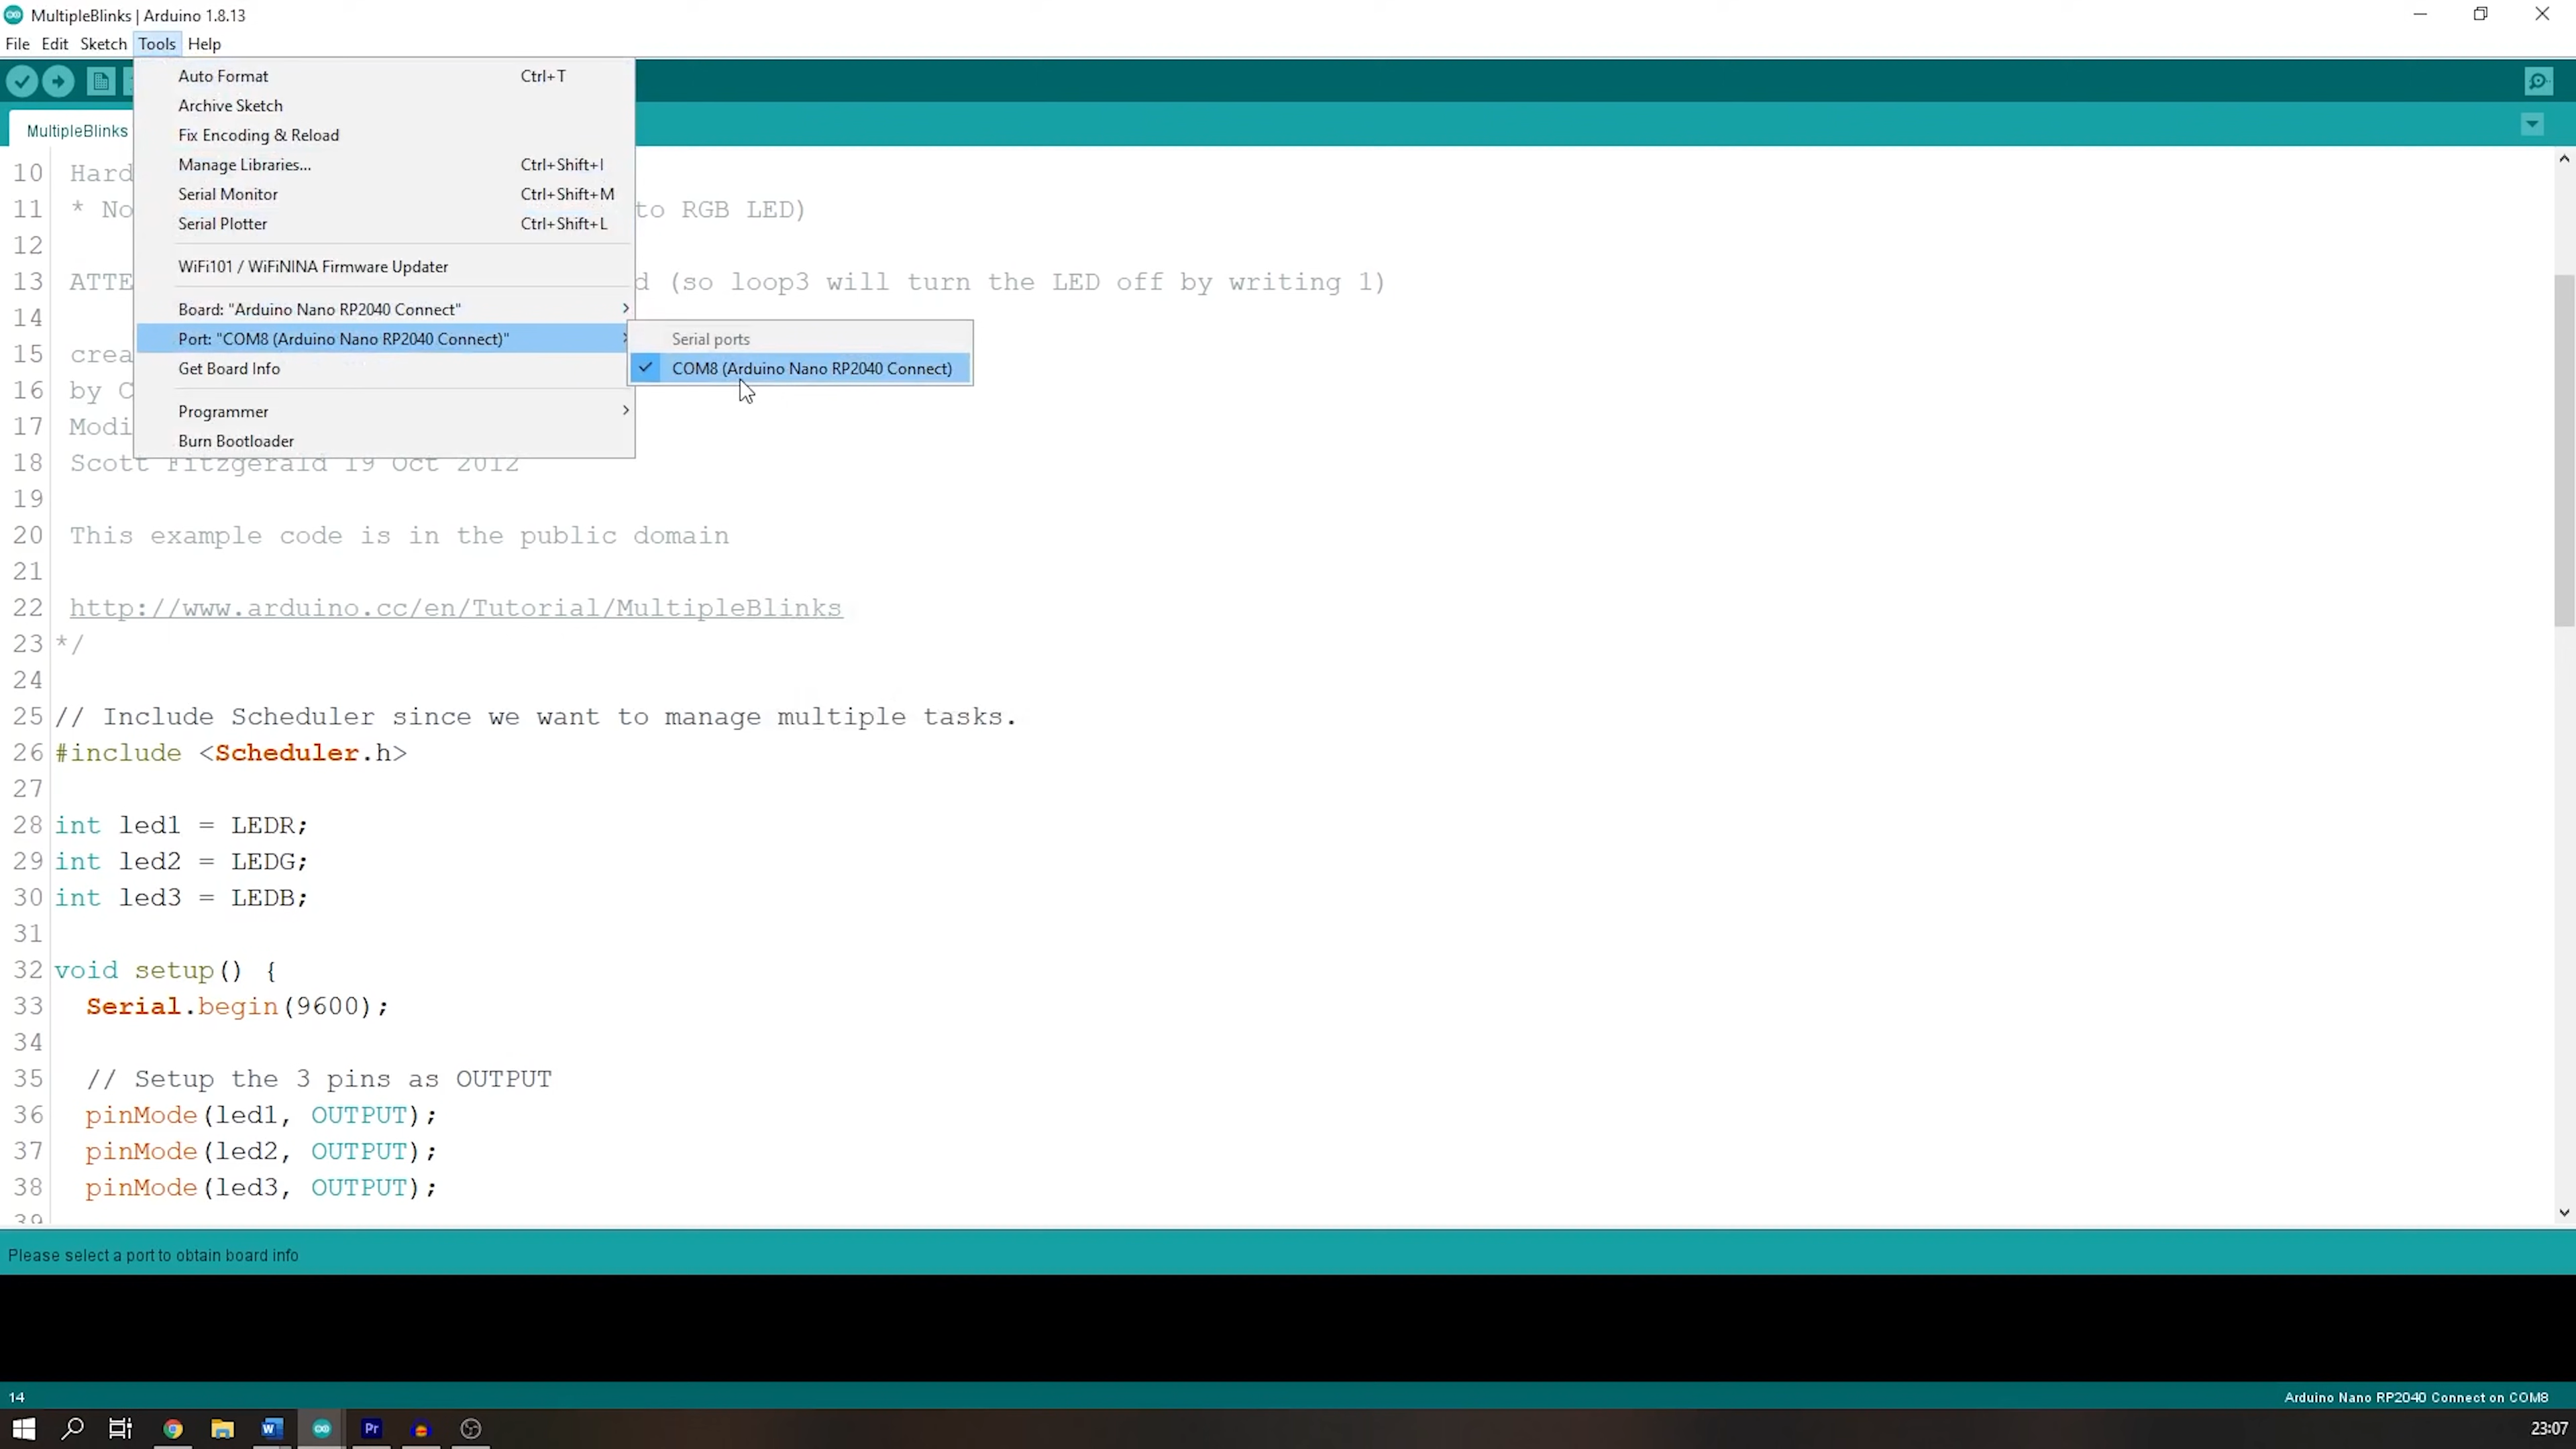 MultipleBlinks | Arduino 1.8.13
File Edit Sketch Tools Help
Auto Format Ctrl+T
Archive Sketch
Fix Encoding & Reload
Manage Libraries... Ctrl+Shift+I
Serial Monitor Ctrl+Shift+M
Serial Plotter Ctrl+Shift+L
WiFi101 / WiFiNINA Firmware Updater
Board: "Arduino Nano RP2040 Connect"
Port: "COM8 (Arduino Nano RP2040 Connect)"
Get Board Info
Programmer
Burn Bootloader
Serial ports
COM8 (Arduino Nano RP2040 Connect)
MultipleBlinks
10 Hard
11 * No to RGB LED)
12
13 ATTE d (so loop3 will turn the LED off by writing 1)
14
15 crea
16 by C
17 Modi
18 Scott Fitzgerald 19 Oct 2012
19
20 This example code is in the public domain
21
22 http://www.arduino.cc/en/Tutorial/MultipleBlinks
23 */
24
25 // Include Scheduler since we want to manage multiple tasks.
26 #include <Scheduler.h>
27
28 int led1 = LEDR;
29 int led2 = LEDG;
30 int led3 = LEDB;
31
32 void setup() {
33 Serial.begin(9600);
34
35 // Setup the 3 pins as OUTPUT
36 pinMode(led1, OUTPUT);
37 pinMode(led2, OUTPUT);
38 pinMode(led3, OUTPUT);
39
Please select a port to obtain board info
14 Arduino Nano RP2040 Connect on COM8
W Pr 23:07